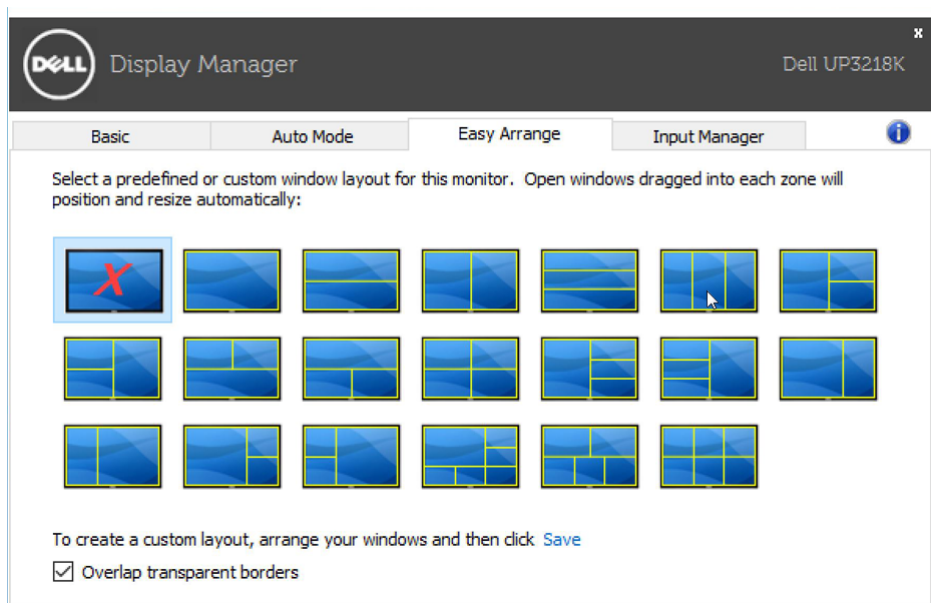 DELL
Display Manager
Dell UP3218K
x
Basic
Auto Mode
Easy Arrange
Input Manager
i
Select a predefined or custom window layout for this monitor. Open windows dragged into each zone will
position and resize automatically:
X
To create a custom layout, arrange your windows and then click Save
Overlap transparent borders